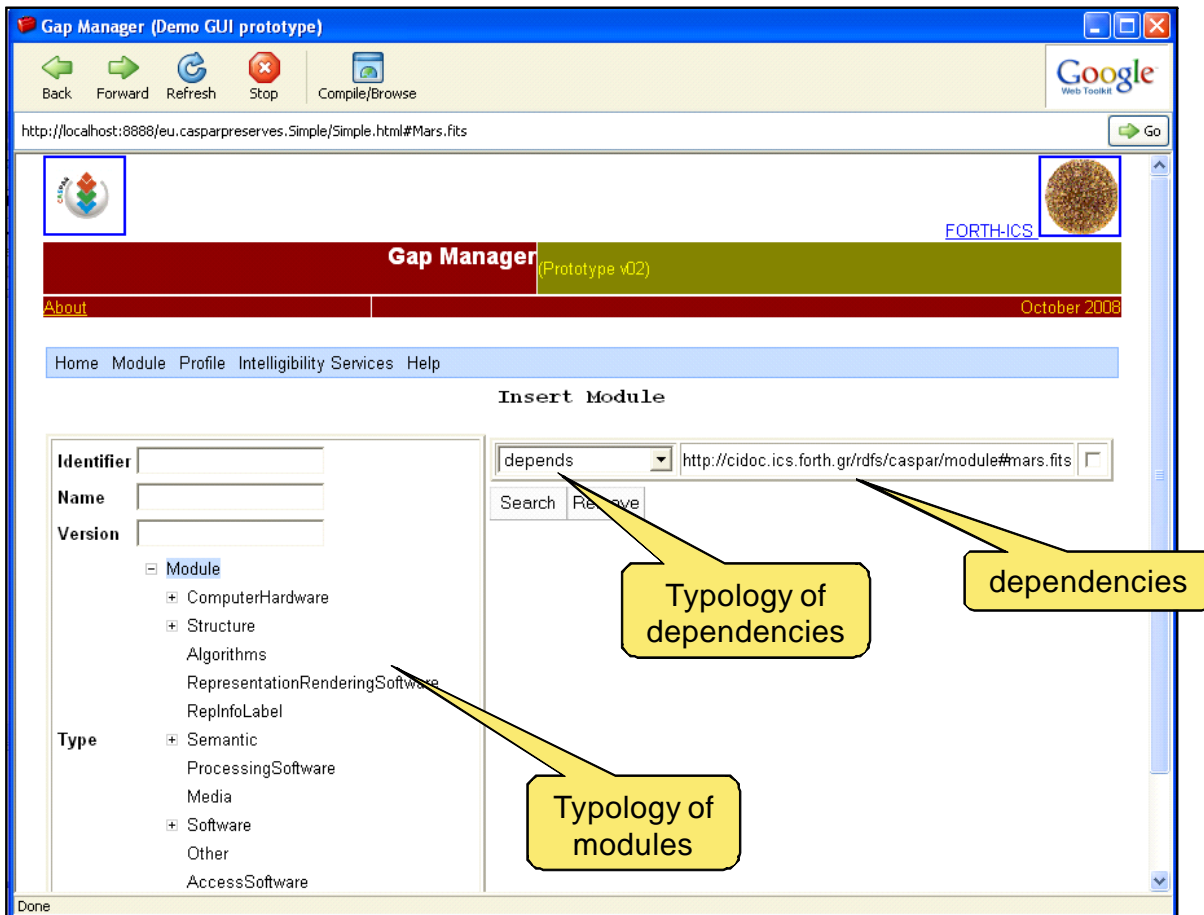 Gap Manager (Demo GUI prototype)
Back Forward Refresh Stop Compile/Browse
Google
Web Toolkit
http://localhost:8888/eu.casparpreserves.Simple/Simple.html#Mars.fits
Go
CASPAR
FORTH-ICS
Gap Manager (Prototype v02)
About October 2008
Home Module Profile Intelligibility Services Help
Insert Module
Identifier
Name
Version
Type
Module
ComputerHardware
Structure
Algorithms
RepresentationRenderingSoftware
RepInfoLabel
Semantic
ProcessingSoftware
Media
Software
Other
AccessSoftware
depends http://cidoc.ics.forth.gr/rdfs/caspar/module#mars.fits
Search Remove
Typology of
dependencies
dependencies
Typology of
modules
Done